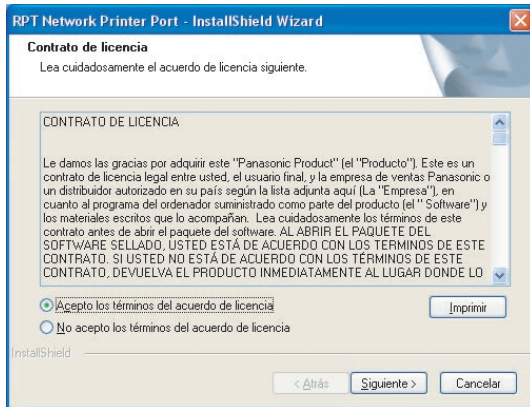 RPT Network Printer Port - InstallShield Wizard
Contrato de licencia
Lea cuidadosamente el acuerdo de licencia siguiente.
CONTRATO DE LICENCIA
Le damos las gracias por adquirir este "Panasonic Product" (el "Producto"). Este es un
contrato de licencia legal entre usted, el usuario final, y la empresa de ventas Panasonic o
un distribuidor autorizado en su país según la lista adjunta aquí (La "Empresa"), en
cuanto al programa del ordenador suministrado como parte del producto (el " Software") y
los materiales escritos que lo acompañan. Lea cuidadosamente los términos de este
contrato antes de abrir el paquete del software. AL ABRIR EL PAQUETE DEL
SOFTWARE SELLADO, USTED ESTÁ DE ACUERDO CON LOS TERMINOS DE ESTE
CONTRATO. SI USTED NO ESTÁ DE ACUERDO CON LOS TÉRMINOS DE ESTE
CONTRATO, DEVUELVA EL PRODUCTO INMEDIATAMENTE AL LUGAR DONDE LO
Acepto los términos del acuerdo de licencia
Imprimir
No acepto los términos del acuerdo de licencia
InstallShield
< Atrás
Siguiente >
Cancelar